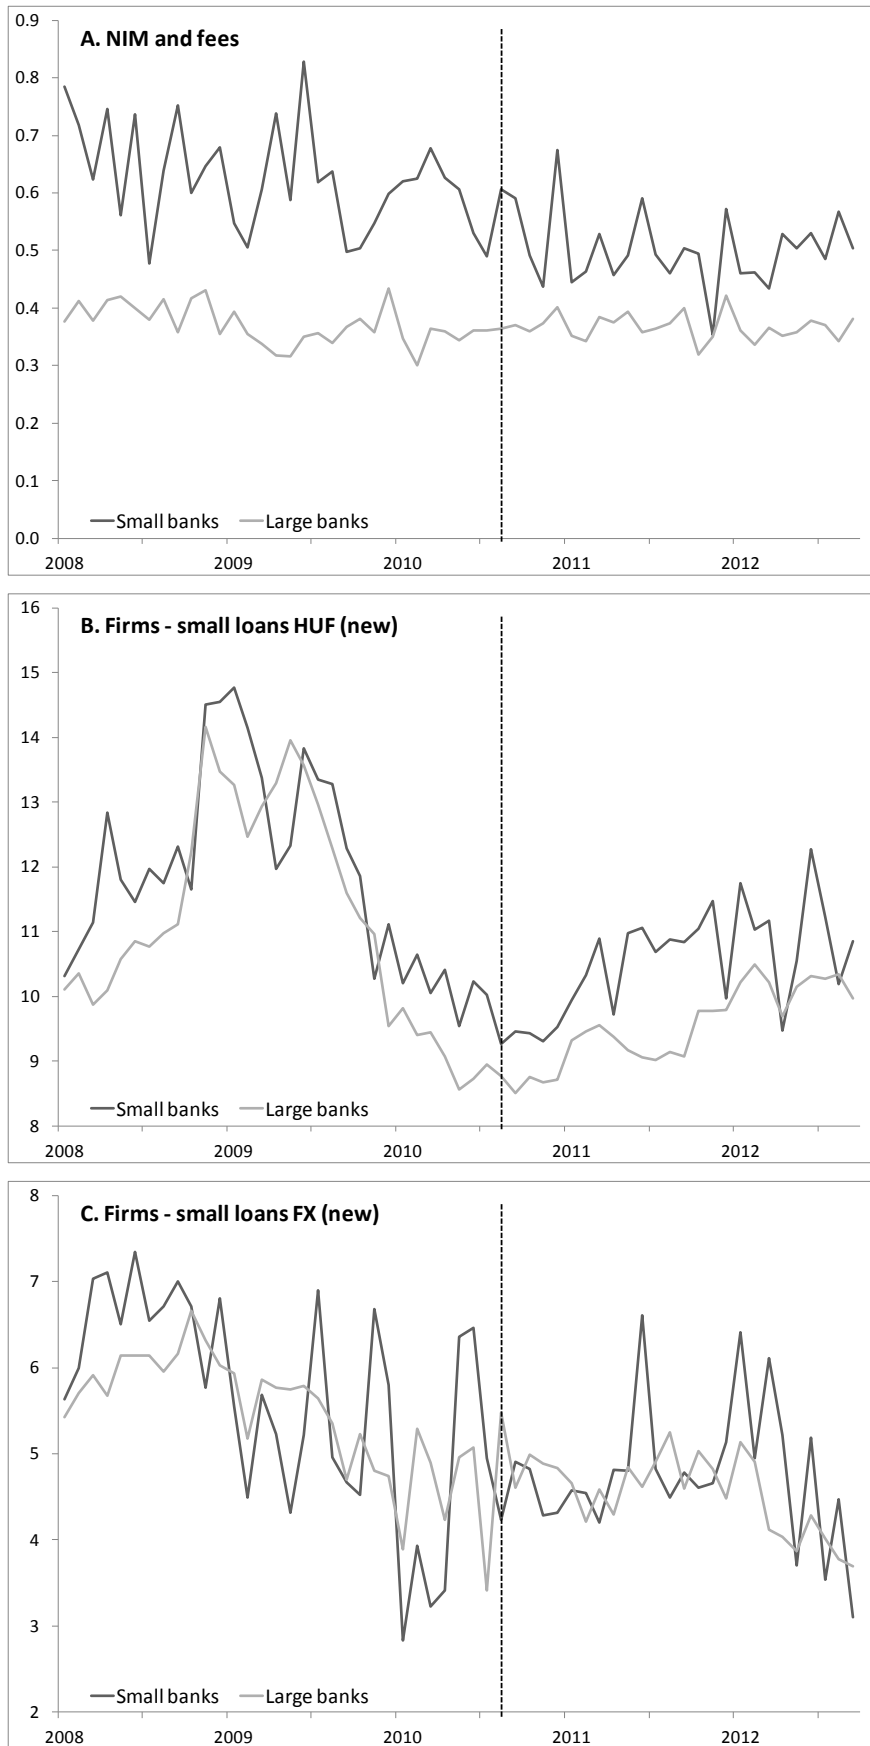 A. NIM and fees
0.9
0.8
0.7
0.6
0.5
0.4
0.3
0.2
0.1
0.0
Small banks Large banks
2008 2009 2010 2011 2012
B. Firms - small loans HUF (new)
16
15
14
13
12
11
10
9
8
Small banks Large banks
2008 2009 2010 2011 2012
C. Firms - small loans FX (new)
8
7
6
5
4
3
2
Small banks Large banks
2008 2009 2010 2011 2012